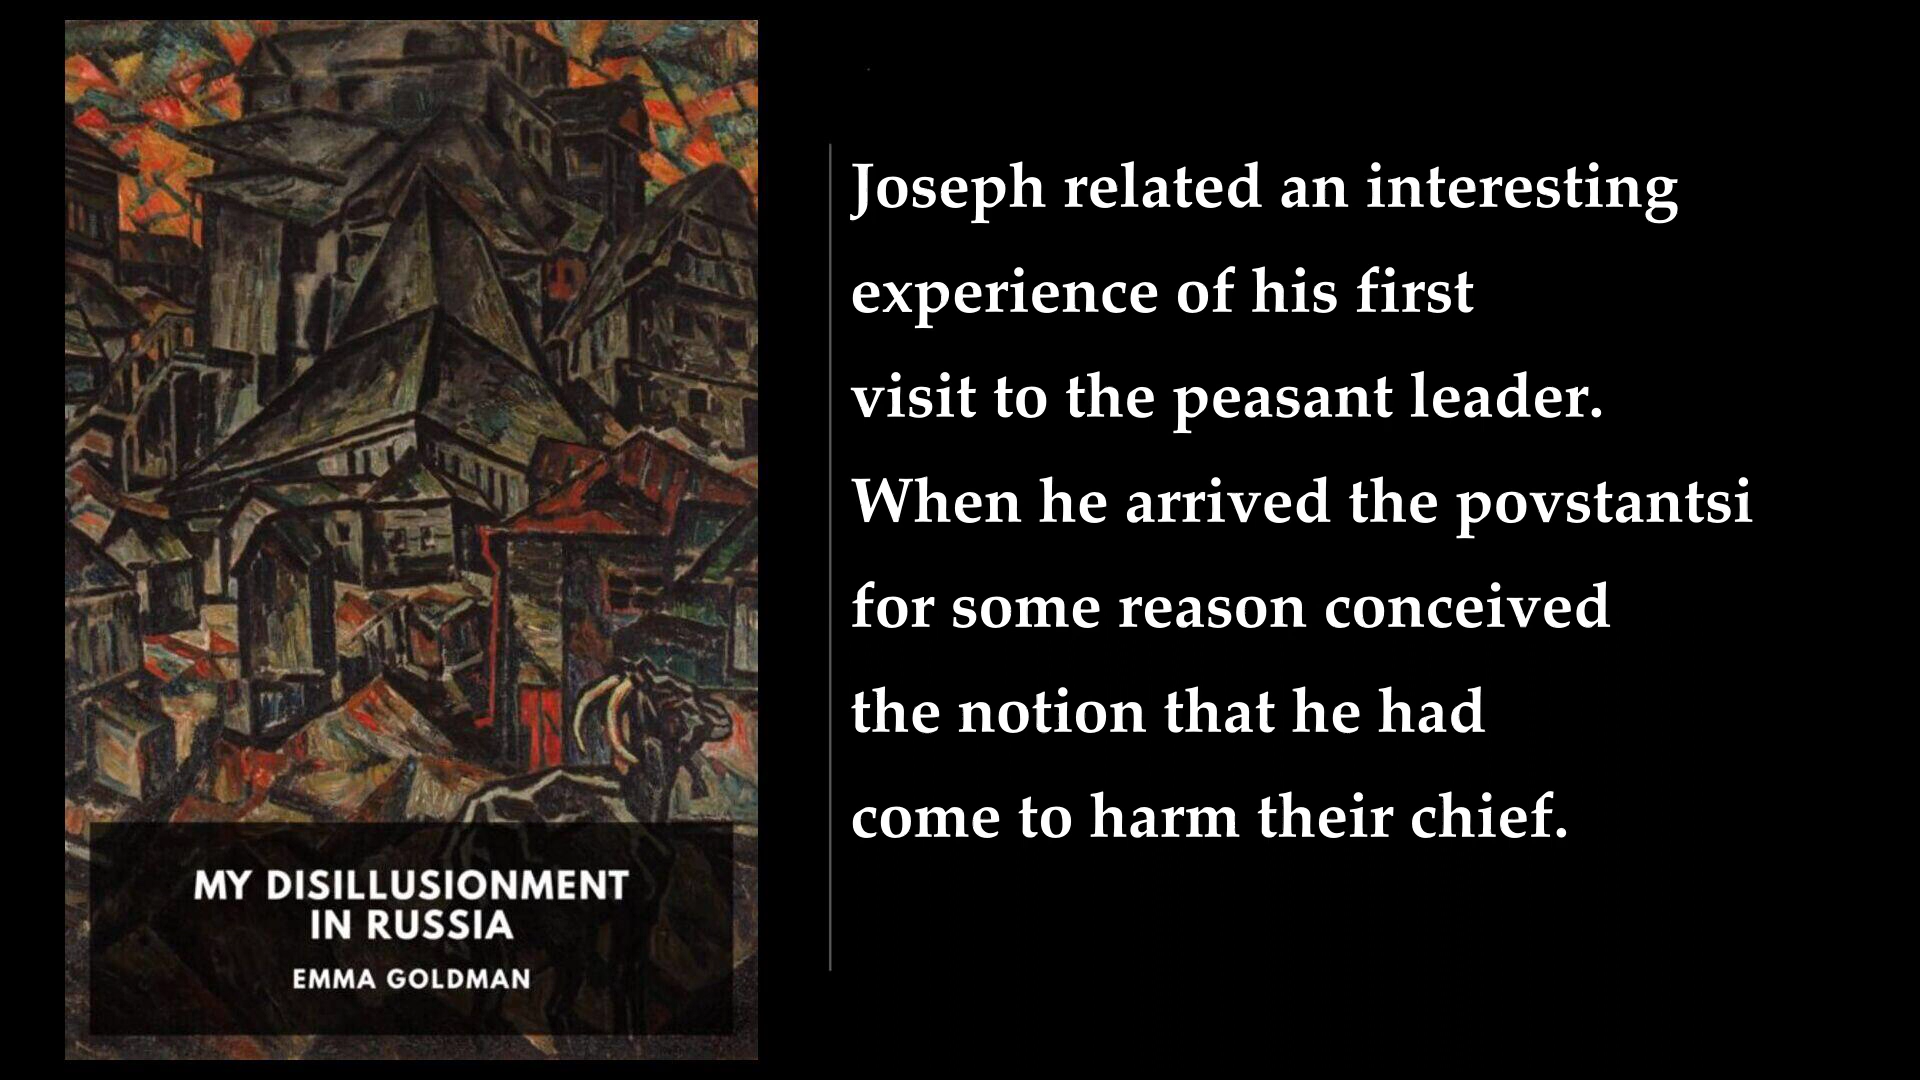 MY DISILLUSIONMENT
IN RUSSIA
EMMA GOLDMAN
Joseph related an interesting
experience of his first
visit to the peasant leader.
When he arrived the povstantsi
for some reason conceived
the notion that he had
come to harm their chief.